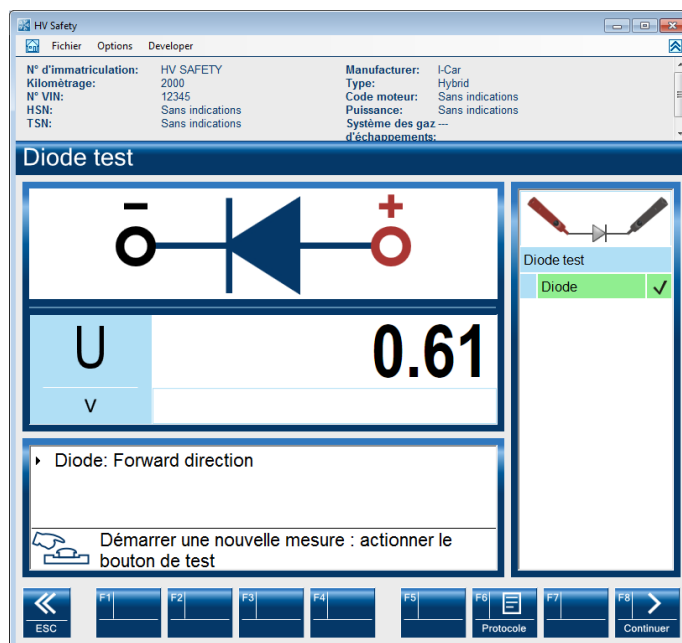 HV Safety
Fichier Options Developer
N° d'immatriculation: HV SAFETY Manufacturer: I-Car
Kilomètrage: 2000 Type: Hybrid
N° VIN: 12345 Code moteur: Sans indications
HSN: Sans indications Puissance: Sans indications
TSN: Sans indications Système des gaz ---
d'échappements:
Diode test
− +
Diode test
Diode
U 0.61
V
Diode: Forward direction
Démarrer une nouvelle mesure : actionner le
bouton de test
F1 F2 F3 F4 F5 F6 F7 F8
ESC Protocole Continuer